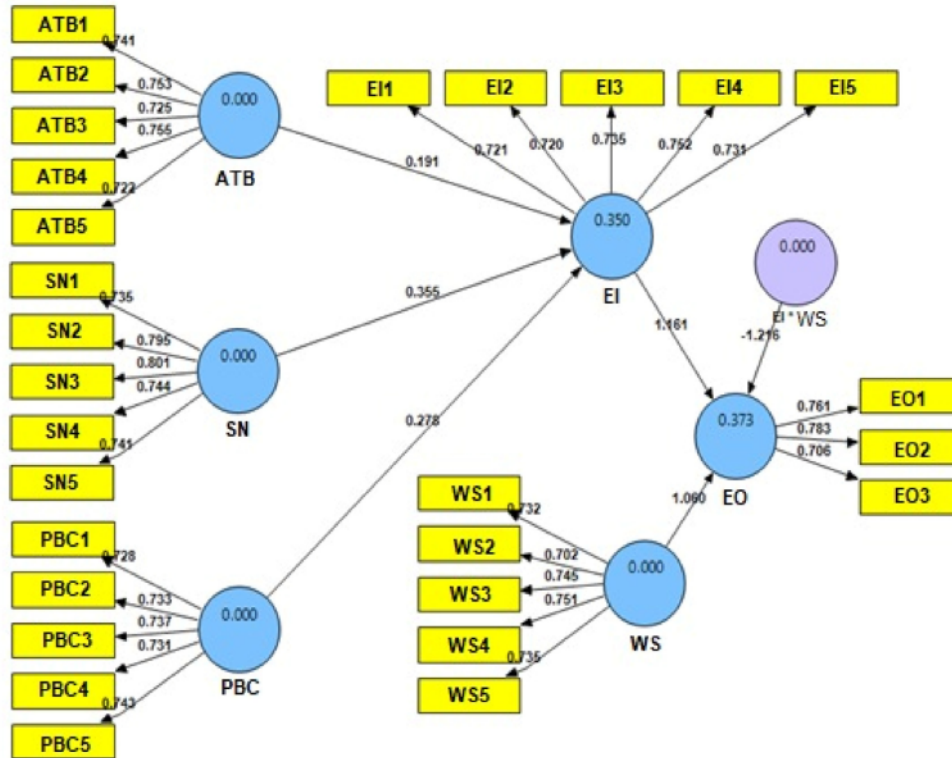 ATB1
0.741
ATB2
0.753
0.725
ATB3
0.755
ATB4
0.722
ATB5
0.000
ATB
EI1
EI2
EI3
EI4
EI5
0.721
0.720
0.735
0.752
0.731
0.191
0.350
EI
0.000
EI * WS
SN1
0.735
SN2
0.795
0.801
SN3
0.744
SN4
0.741
SN5
0.000
SN
0.355
1.161
-1.216
0.278
0.373
EO
0.761
EO1
0.783
EO2
0.706
EO3
WS1
0.732
WS2
0.702
0.745
WS3
0.751
WS4
0.735
WS5
0.000
WS
1.060
PBC1
0.728
PBC2
0.733
0.737
PBC3
0.731
PBC4
0.743
PBC5
0.000
PBC